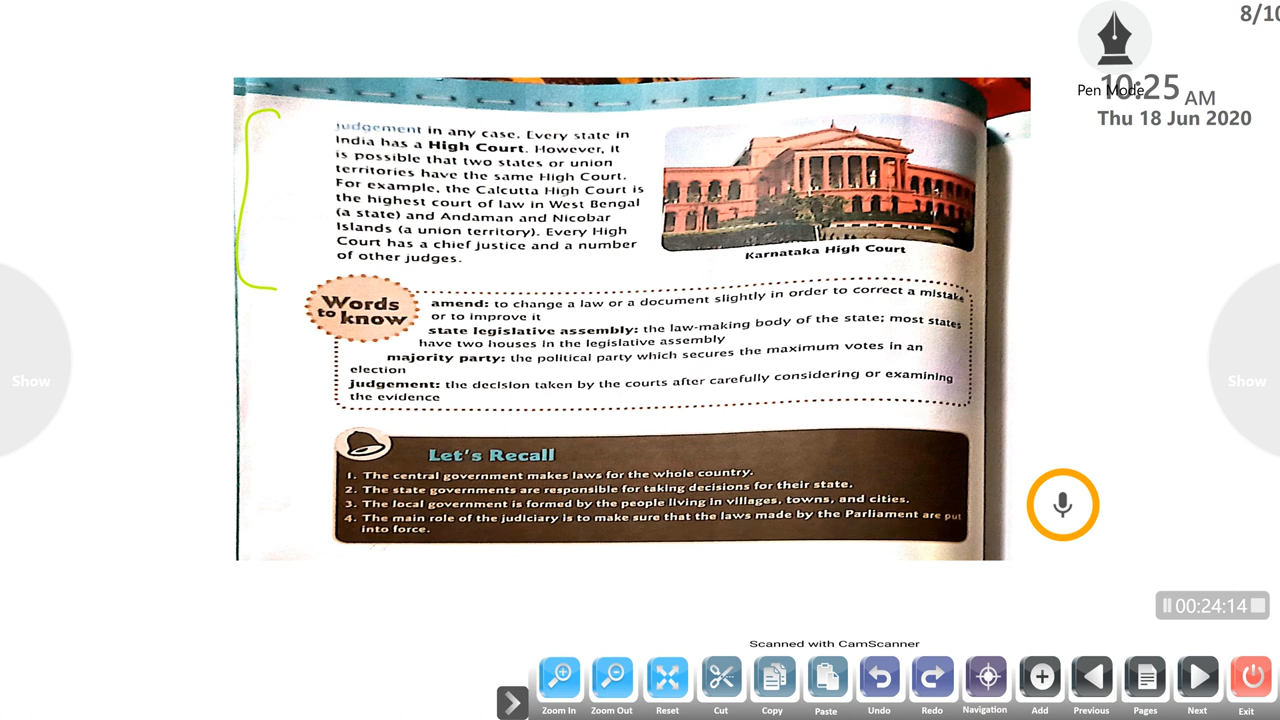 8/10
Pen Mode
10:25 AM
Thu 18 Jun 2020
judgement in any case. Every state in
India has a High Court. However, it
is possible that two states or union
territories have the same High Court.
For example, the Calcutta High Court is
the highest court of law in West Bengal
(a state) and Andaman and Nicobar
Islands (a union territory). Every High
Court has a chief justice and a number
of other judges.
Karnataka High Court
Words
to know
amend: to change a law or a document slightly in order to correct a mistake
or to improve it
state legislative assembly: the law-making body of the state; most states
have two houses in the legislative assembly
majority party: the political party which secures the maximum votes in an
election
judgement: the decision taken by the courts after carefully considering or examining
the evidence
Let's Recall
1. The central government makes laws for the whole country.
2. The state governments are responsible for taking decisions for their state.
3. The local government is formed by the people living in villages, towns, and cities.
4. The main role of the judiciary is to make sure that the laws made by the Parliament are put
into force.
Show
Show
00:24:14
Scanned with CamScanner
Zoom In Zoom Out Reset Cut Copy Paste Undo Redo Navigation Add Previous Pages Next Exit